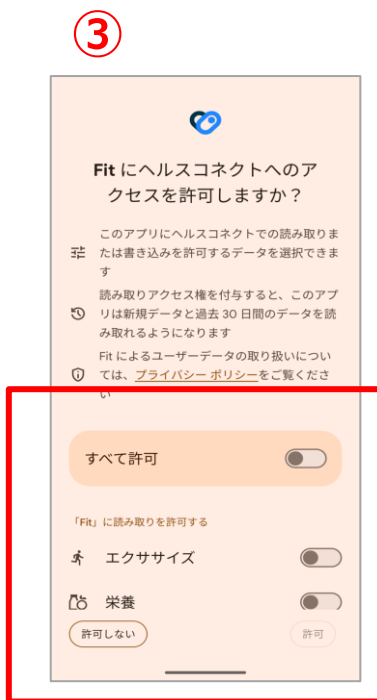 ③
Fit にヘルスコネクトへのア
クセスを許可しますか？
このアプリにヘルスコネクトでの読み取りま
たは書き込みを許可するデータを選択できま
す
読み取りアクセス権を付与すると、このアプ
リは新規データと過去 30 日間のデータを読
み取れるようになります
Fit によるユーザーデータの取り扱いについ
ては、プライバシー ポリシーをご覧くださ
い
すべて許可
「Fit」に読み取りを許可する
エクササイズ
栄養
許可しない
許可